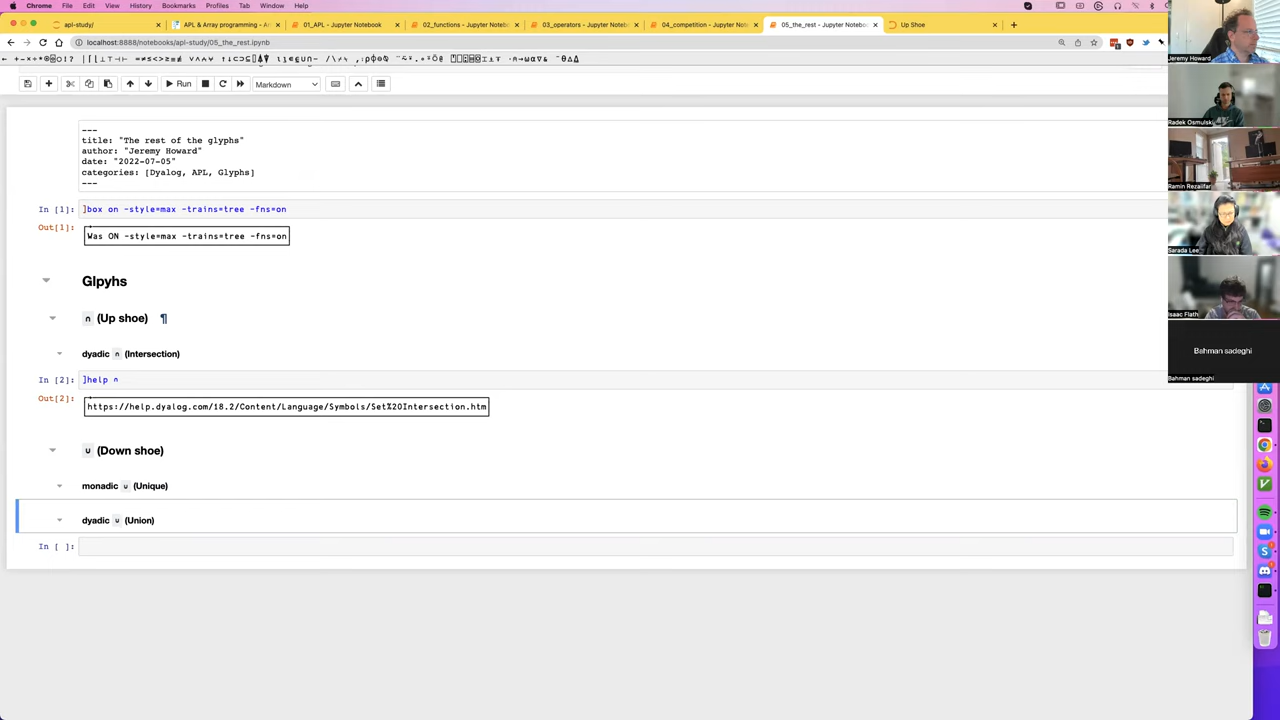 Chrome File Edit View History Bookmarks Profiles Tab Window Help
apl-study/
APL & Array programming - A
01_APL - Jupyter Notebook
02_functions - Jupyter Notebo
03_operators - Jupyter Notebo
04_competition - Jupyter Note
05_the_rest - Jupyter Noteboo
Up Shoe
localhost:8888/notebooks/apl-study/05_the_rest.ipynb
Run
Markdown
---
title: "The rest of the glyphs"
author: "Jeremy Howard"
date: "2022-07-05"
categories: [Dyalog, APL, Glyphs]
---
In [1]: ]box on -style=max -trains=tree -fns=on
Out[1]: Was ON -style=max -trains=tree -fns=on
Glpyhs
∩ (Up shoe) ¶
dyadic ∩ (Intersection)
In [2]: ]help ∩
Out[2]: https://help.dyalog.com/18.2/Content/Language/Symbols/Set%20Intersection.htm
∪ (Down shoe)
monadic ∪ (Unique)
dyadic ∪ (Union)
In [ ]:
Jeremy Howard
Radek Osmulski
Ramin Rezaiifar
Sarada Lee
Isaac Flath
Bahman sadeghi
Bahman sadeghi